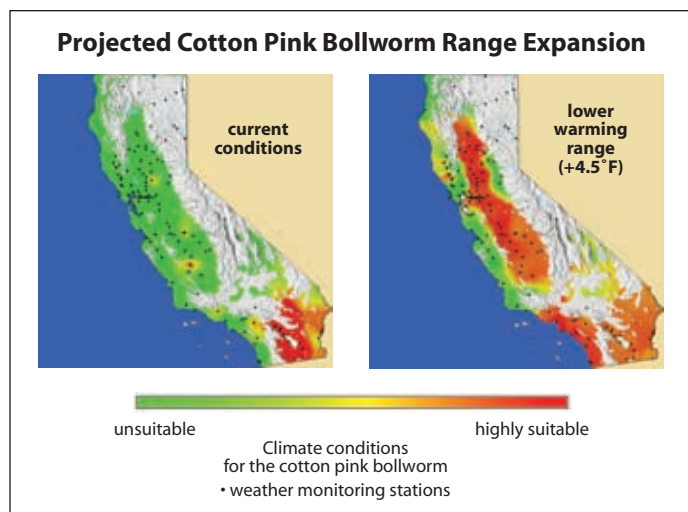 Projected Cotton Pink Bollworm Range Expansion
current
conditions
lower
warming
range
(+4.5˚F)
unsuitable
highly suitable
Climate conditions
for the cotton pink bollworm
• weather monitoring stations